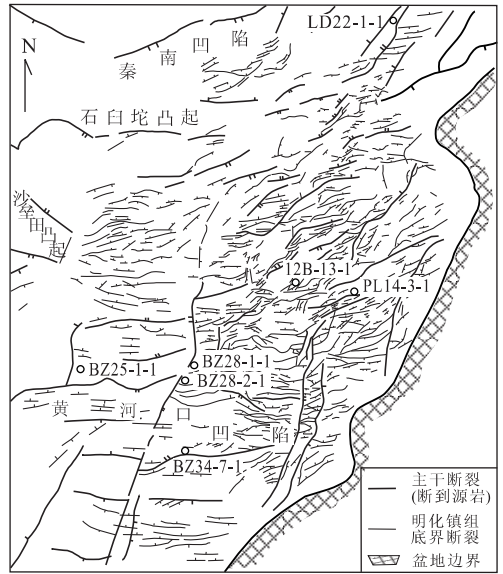 LD22-1-1
N
秦南凹陷
石臼坨凸起
沙垒田凸起
12B-13-1
PL14-3-1
BZ25-1-1
BZ28-1-1
BZ28-2-1
黄河口凹陷
BZ34-7-1
主干断裂
(断到源岩)
明化镇组
底界断裂
盆地边界